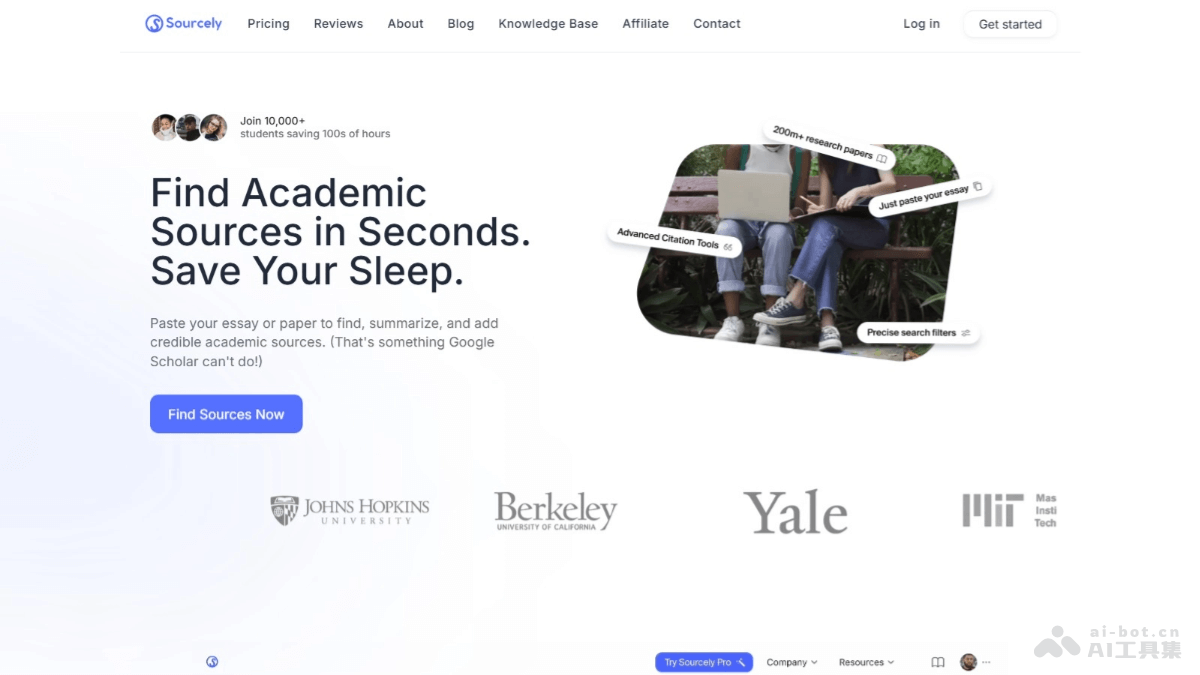 Sourcely Pricing Reviews About Blog Knowledge Base Affiliate Contact Log in Get started
Join 10,000+
students saving 100s of hours
Find Academic
Sources in Seconds.
Save Your Sleep.
Paste your essay or paper to find, summarize, and add
credible academic sources. (That's something Google
Scholar can't do!)
Find Sources Now
200m+ research papers
Just paste your essay
Advanced Citation Tools
Precise search filters
JOHNS HOPKINS
UNIVERSITY
Berkeley
UNIVERSITY OF CALIFORNIA
Yale
MIT
Mas
Insti
Tech
Try Sourcely Pro Company Resources
ai-bot.cn
AI工具集